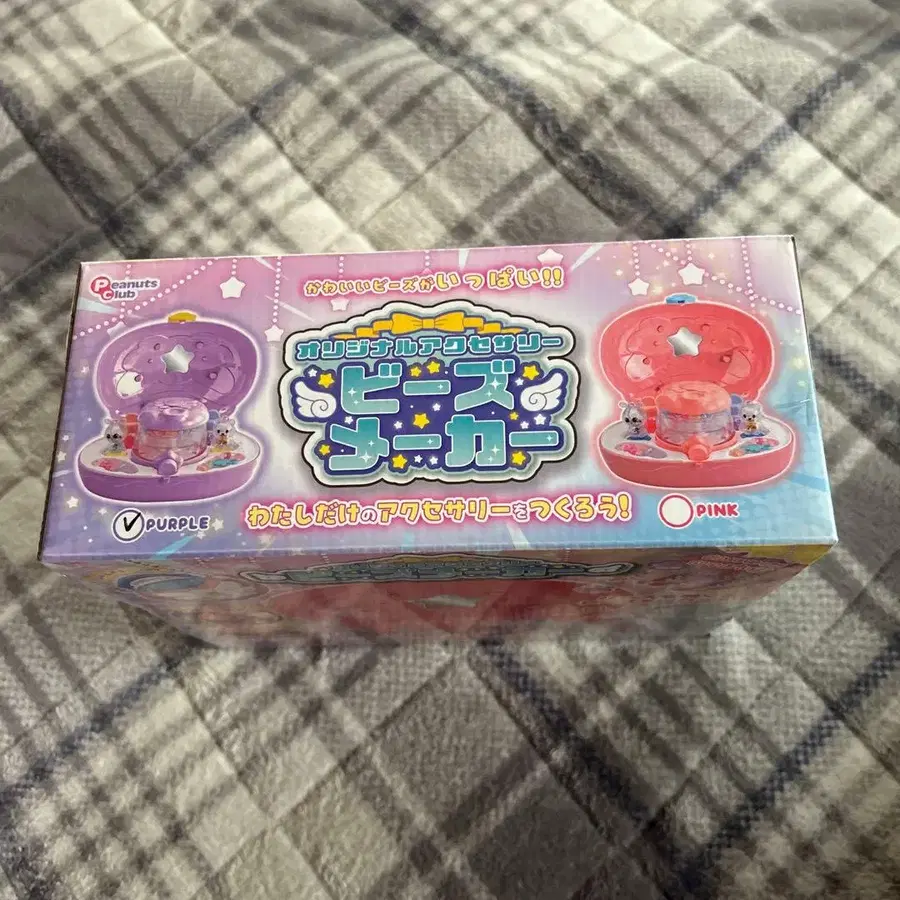 Peanuts
Club
かわいいビーズがいっぱい!!
オリジナルアクセサリー
ビーズ
メーカー
PURPLE
わたしだけのアクセサリーをつくろう!
PINK